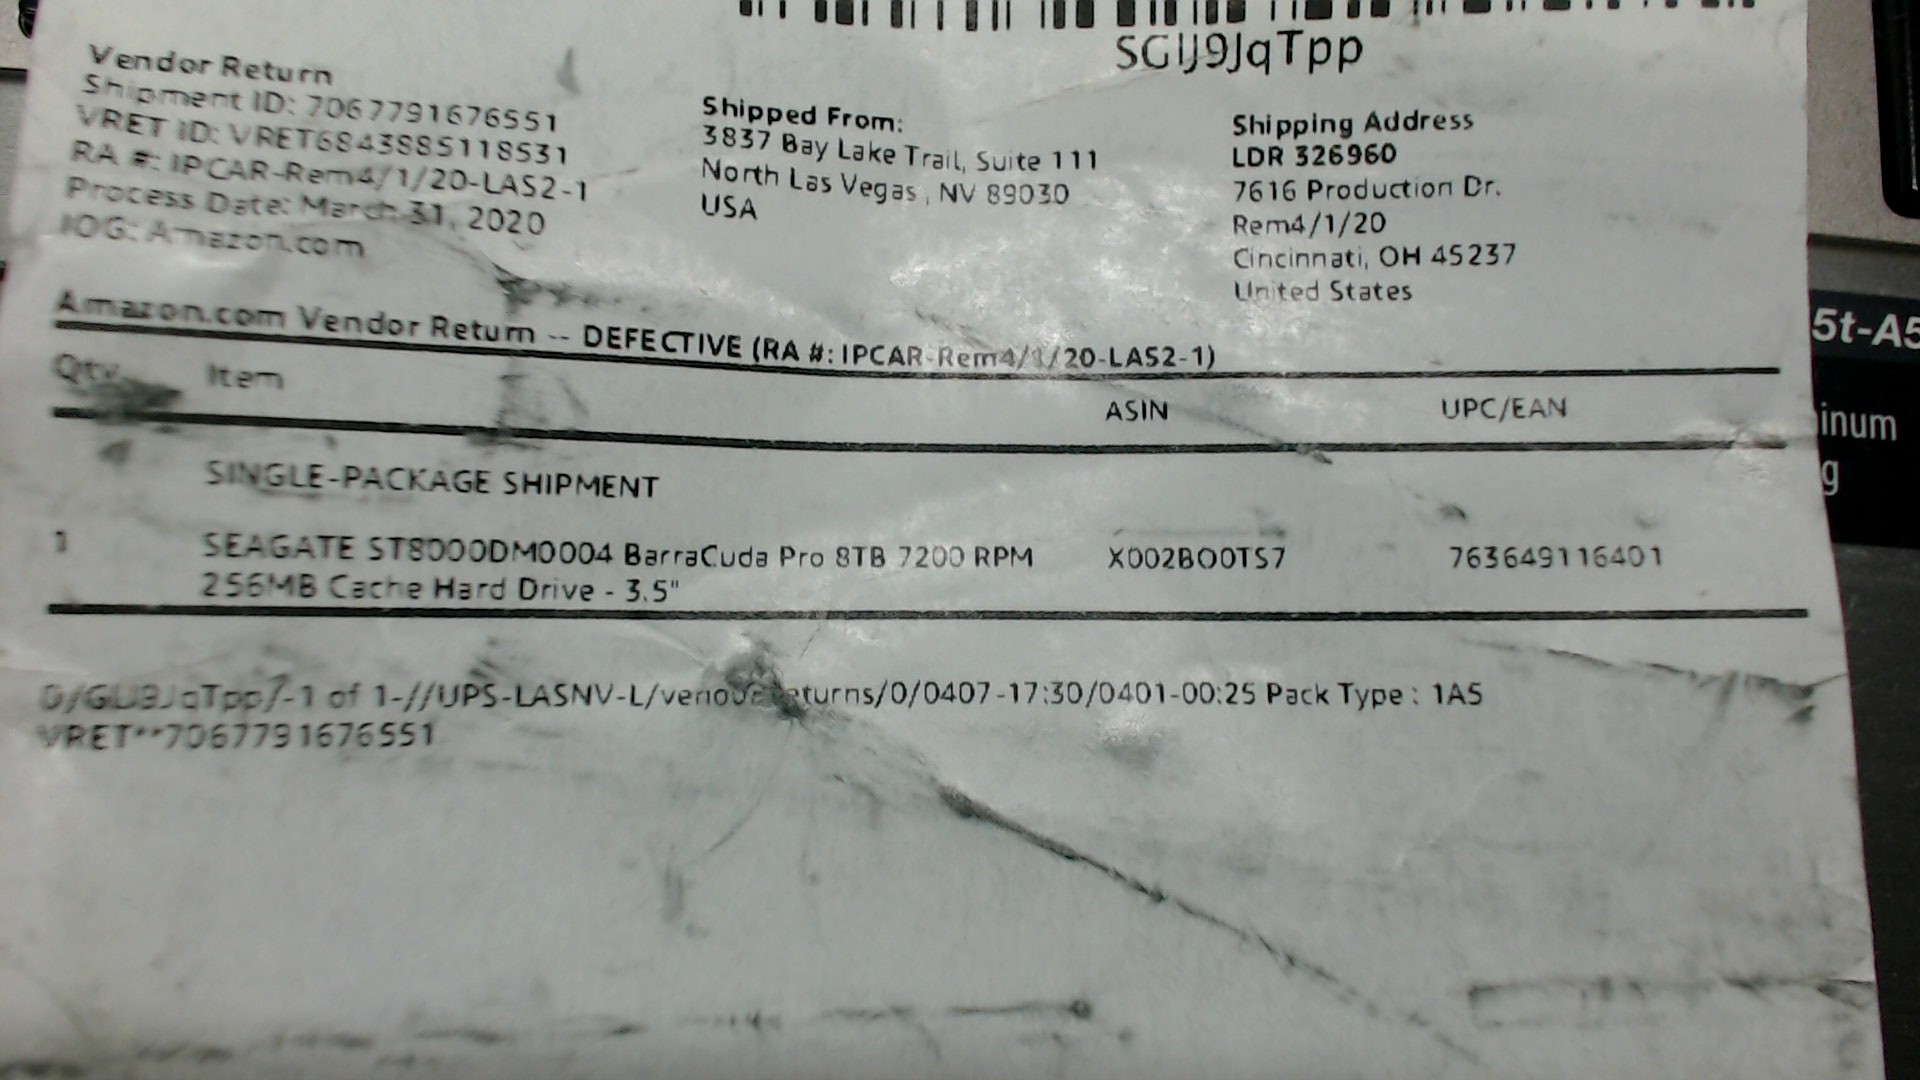 SGIJ9JqTpp
Vendor Return
Shipment ID: 7067791676551
VRET ID: VRET6843885118531
RA #: IPCAR-Rem4/1/20-LAS2-1
Process Date: March 31, 2020
IOG: Amazon.com
Shipped From:
3837 Bay Lake Trail, Suite 111
North Las Vegas , NV 89030
USA
Shipping Address
LDR 326960
7616 Production Dr.
Rem4/1/20
Cincinnati, OH 45237
United States
Amazon.com Vendor Return -- DEFECTIVE (RA #: IPCAR-Rem4/1/20-LAS2-1)
Qty Item ASIN UPC/EAN
SINGLE-PACKAGE SHIPMENT
1 SEAGATE ST8000DM0004 BarraCuda Pro 8TB 7200 RPM X002BO0TS7 763649116401
256MB Cache Hard Drive - 3.5"
-1 of 1-//UPS-LASNV-L/ /0/0407-17:30/0401-00:25 Pack Type : 1A5
VRET**7067791676551
5t-A5
inum
g